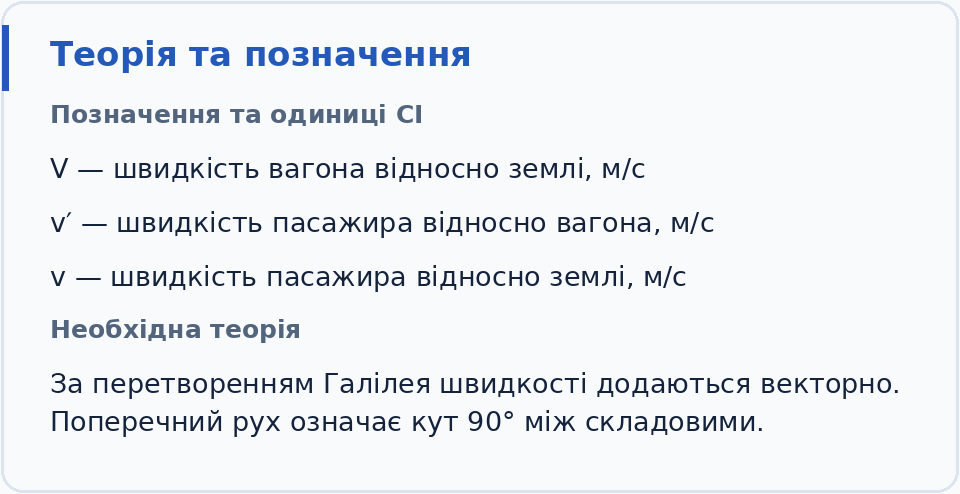 Теорія та позначення
Позначення та одиниці СІ
V — швидкість вагона відносно землі, м/с
v′ — швидкість пасажира відносно вагона, м/с
v — швидкість пасажира відносно землі, м/с
Необхідна теорія
За перетворенням Галілея швидкості додаються векторно.
Поперечний рух означає кут 90° між складовими.